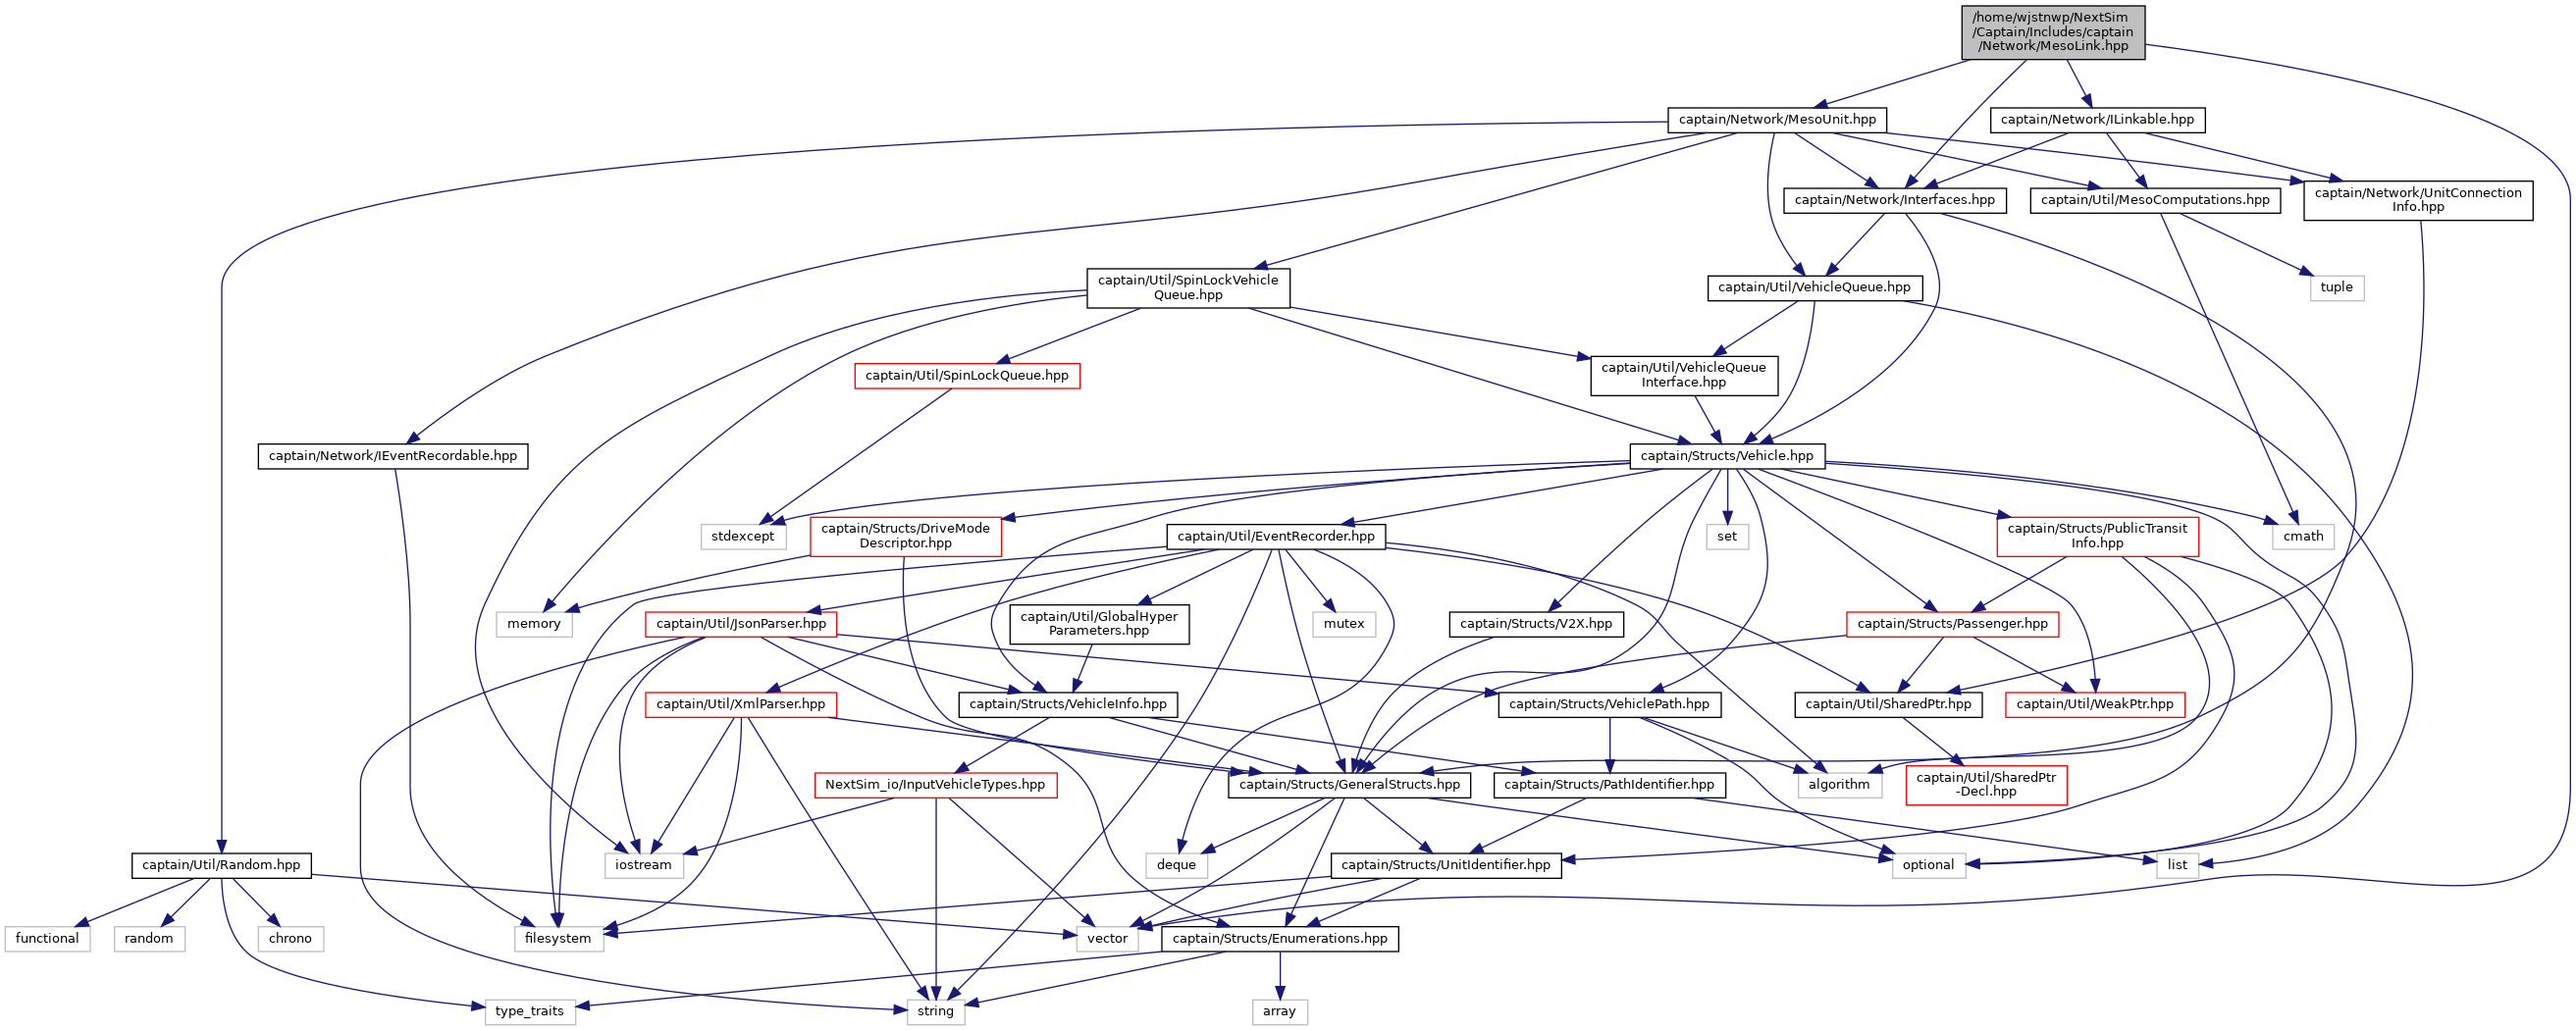 /home/wjstnwp/NextSim
/Captain/Includes/captain
/Network/MesoLink.hpp
captain/Network/MesoUnit.hpp
captain/Network/ILinkable.hpp
captain/Network/Interfaces.hpp
captain/Util/MesoComputations.hpp
captain/Network/UnitConnection
Info.hpp
captain/Util/SpinLockVehicle
Queue.hpp
captain/Util/VehicleQueue.hpp
tuple
captain/Util/SpinLockQueue.hpp
captain/Util/VehicleQueue
Interface.hpp
captain/Network/IEventRecordable.hpp
captain/Structs/Vehicle.hpp
stdexcept
captain/Structs/DriveMode
Descriptor.hpp
captain/Util/EventRecorder.hpp
set
captain/Structs/PublicTransit
Info.hpp
cmath
memory
captain/Util/JsonParser.hpp
captain/Util/GlobalHyper
Parameters.hpp
mutex
captain/Structs/V2X.hpp
captain/Structs/Passenger.hpp
captain/Util/XmlParser.hpp
captain/Structs/VehicleInfo.hpp
captain/Structs/VehiclePath.hpp
captain/Util/SharedPtr.hpp
captain/Util/WeakPtr.hpp
NextSim_io/InputVehicleTypes.hpp
captain/Structs/GeneralStructs.hpp
captain/Structs/PathIdentifier.hpp
algorithm
captain/Util/SharedPtr
-Decl.hpp
captain/Util/Random.hpp
iostream
deque
captain/Structs/UnitIdentifier.hpp
optional
list
functional
random
chrono
filesystem
vector
captain/Structs/Enumerations.hpp
type_traits
string
array